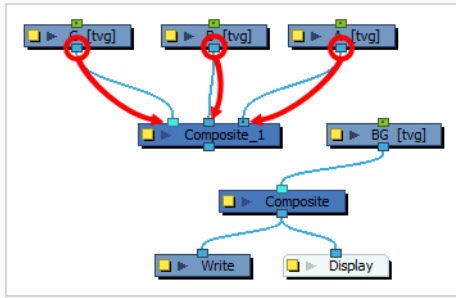 C [tvg] B [tvg] A [tvg]
Composite_1 BG [tvg]
Composite
Write Display